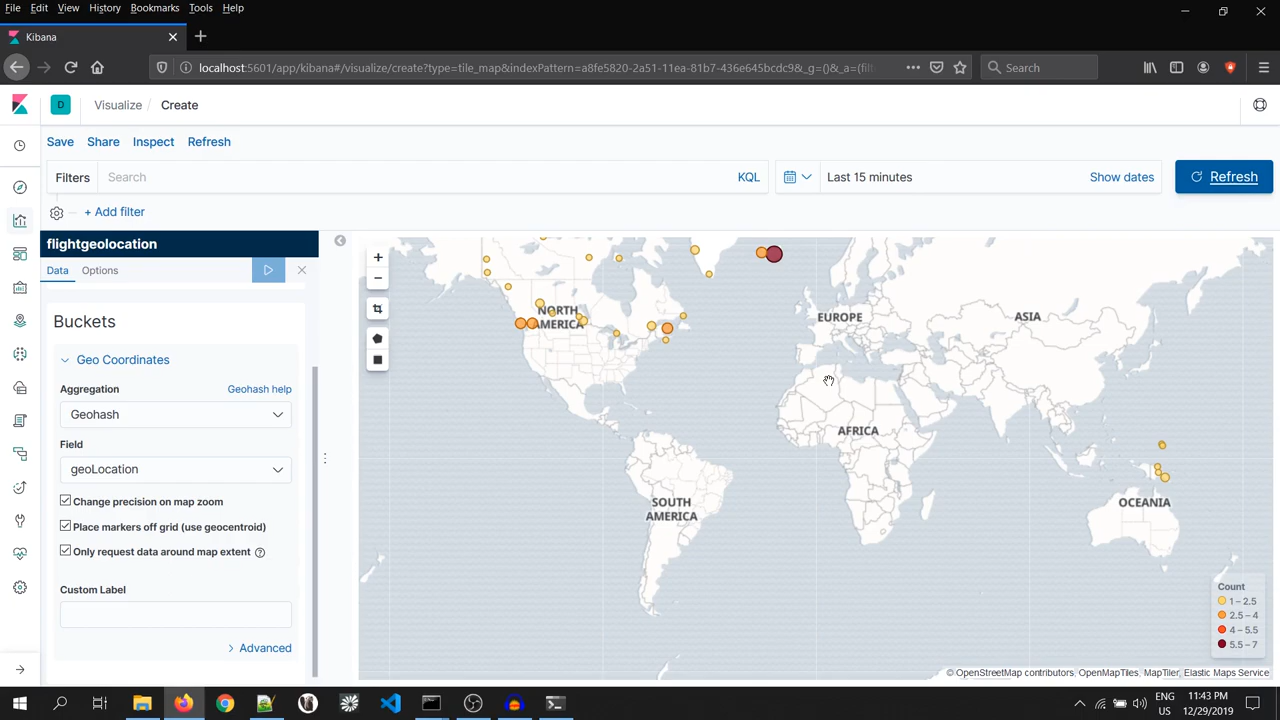 File Edit View History Bookmarks Tools Help
Kibana
localhost:5601/app/kibana#/visualize/create?type=tile_map&indexPattern=a8fe5820-2a51-11ea-81b7-436e645bcdc9&_g=()&_a=(filt
Search
D
Visualize / Create
Save Share Inspect Refresh
Filters Search KQL Last 15 minutes Show dates Refresh
+ Add filter
flightgeolocation
Data Options
Buckets
Geo Coordinates
Aggregation Geohash help
Geohash
Field
geoLocation
Change precision on map zoom
Place markers off grid (use geocentroid)
Only request data around map extent
Custom Label
Advanced
NORTH
AMERICA
EUROPE
ASIA
AFRICA
SOUTH
AMERICA
OCEANIA
Count
1 – 2.5
2.5 – 4
4 – 5.5
5.5 – 7
© OpenStreetMap contributors, OpenMapTiles, MapTiler, Elastic Maps Service
ENG
US
11:43 PM
12/29/2019